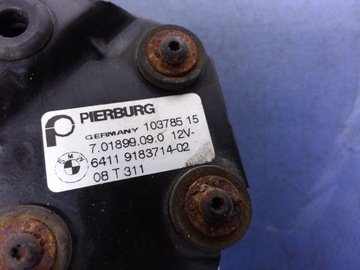 PIERBURG
GERMANY 103785 15
7.01899.09.0 12V-
6411 9183714-02
08 T 311